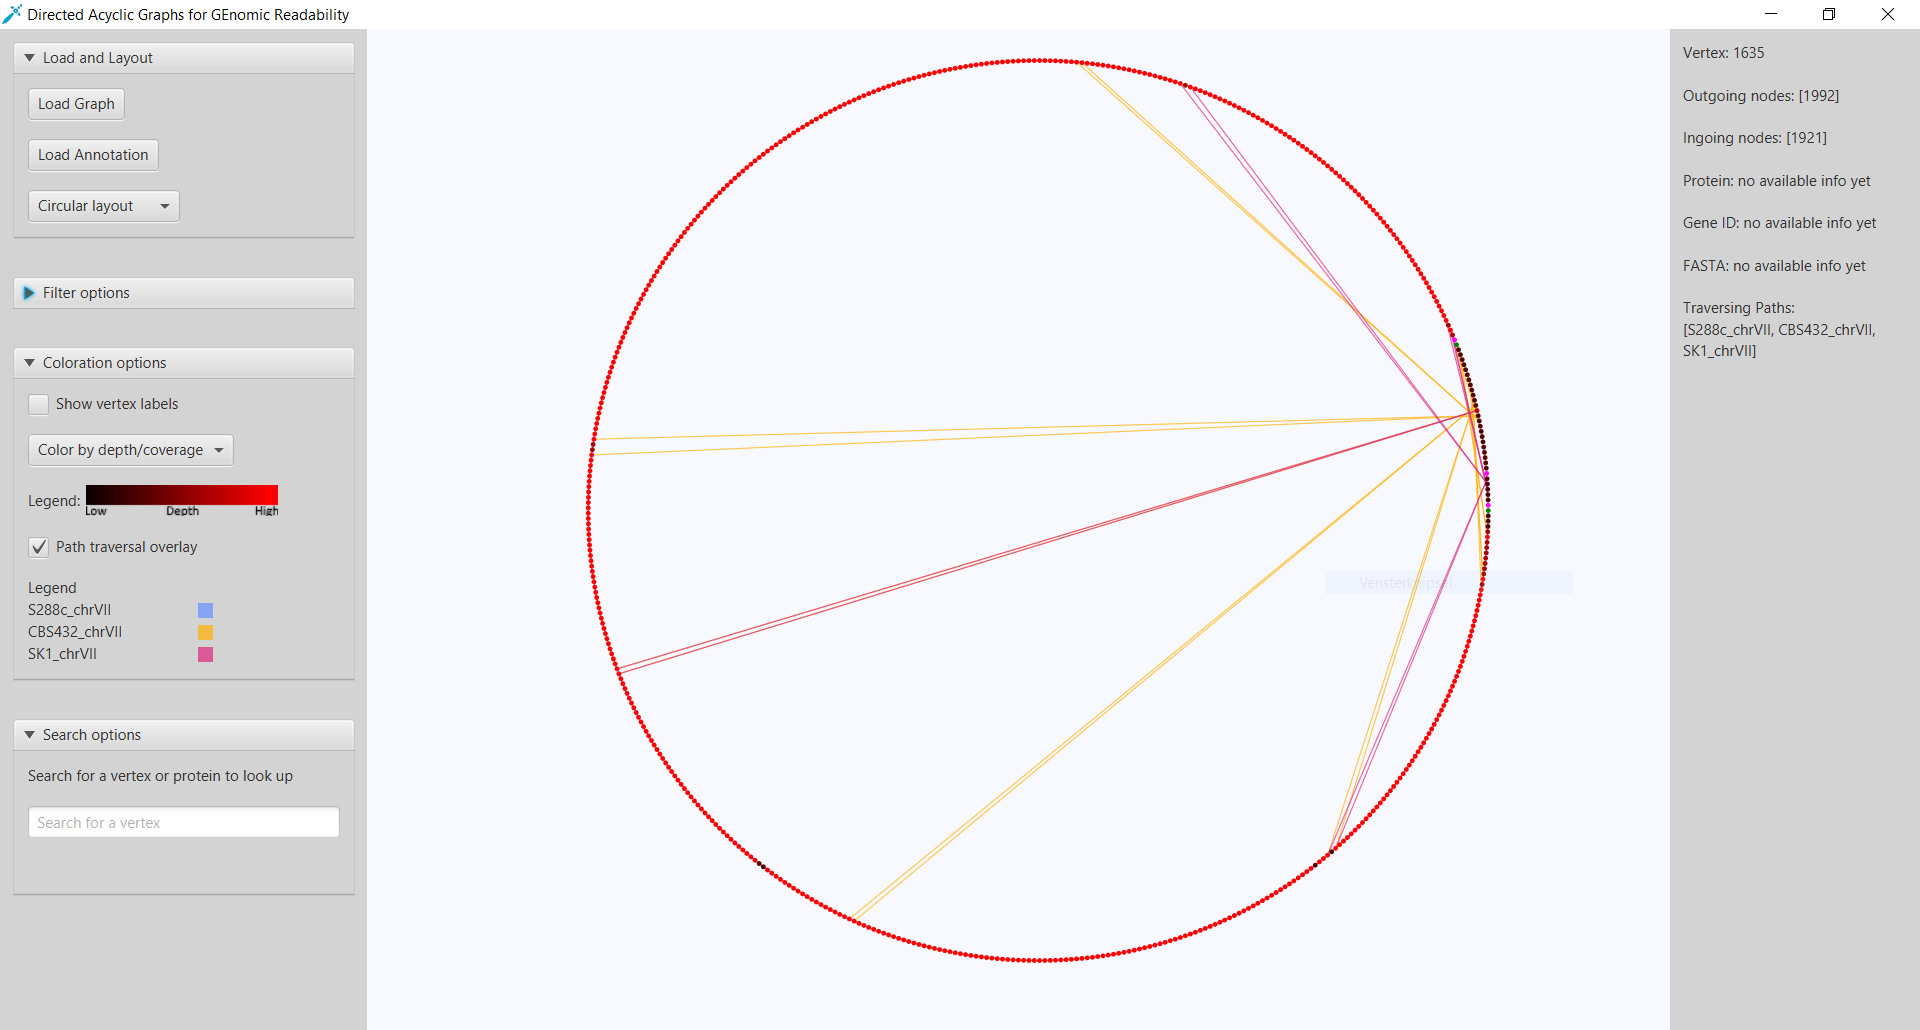 Directed Acyclic Graphs for GEnomic Readability
Load and Layout
Load Graph
Load Annotation
Circular layout
Filter options
Coloration options
Show vertex labels
Color by depth/coverage
Legend:
Low Depth High
Path traversal overlay
Legend
S288c_chrVII
CBS432_chrVII
SK1_chrVII
Search options
Search for a vertex or protein to look up
Search for a vertex
Vensterknipsel
Vertex: 1635
Outgoing nodes: [1992]
Ingoing nodes: [1921]
Protein: no available info yet
Gene ID: no available info yet
FASTA: no available info yet
Traversing Paths:
[S288c_chrVII, CBS432_chrVII,
SK1_chrVII]